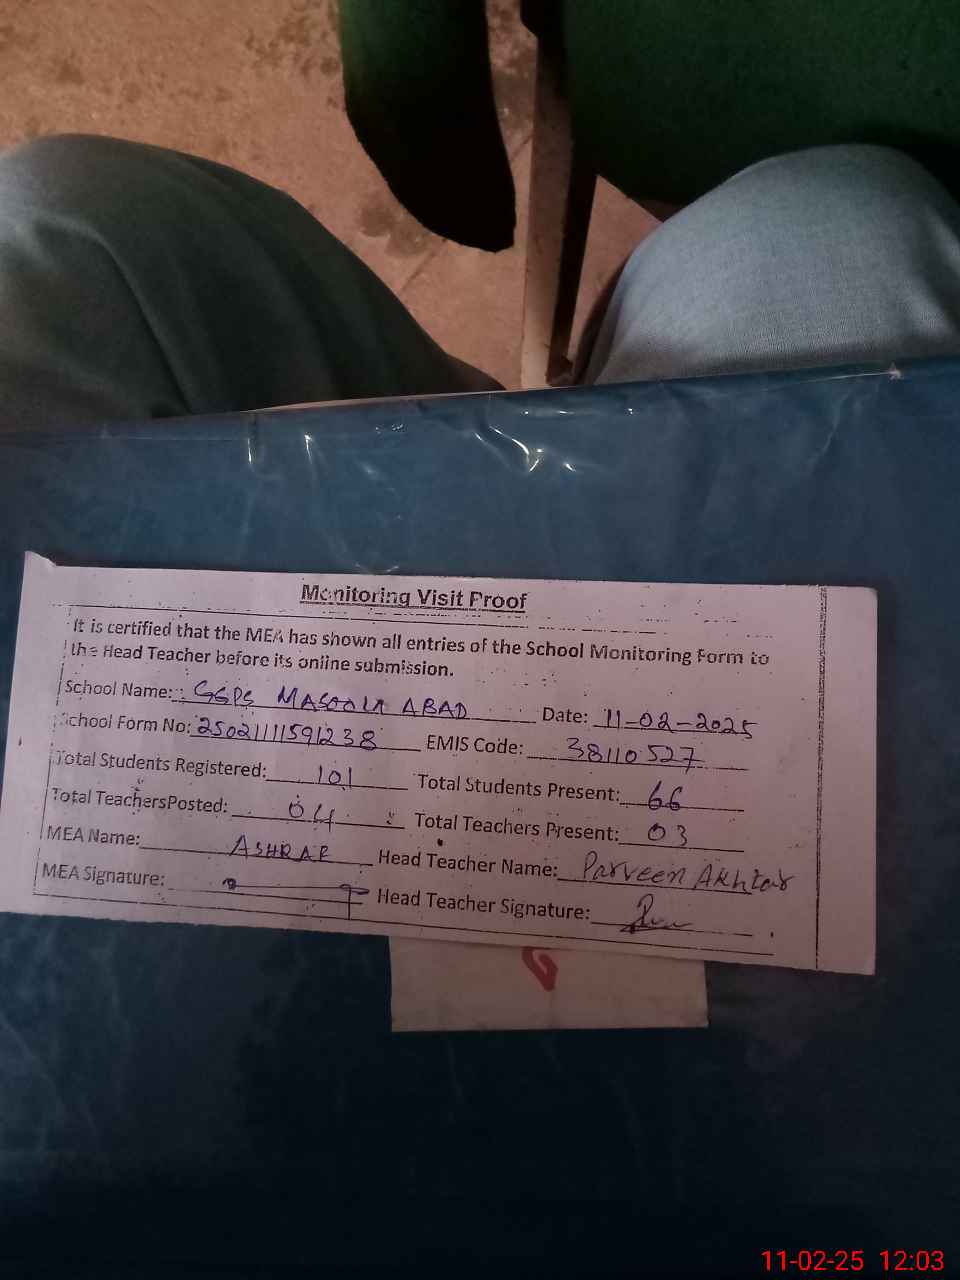 Monitoring Visit Proof
It is certified that the MEA has shown all entries of the School Monitoring Form to
the Head Teacher before its online submission.
School Name: GGPS MASOOM ABAD Date: 11-02-2025
School Form No: 25021111591238 EMIS Code: 38110527
Total Students Registered: 101 Total Students Present: 66
Total TeachersPosted: 04 Total Teachers Present: 03
MEA Name: ASHRAF Head Teacher Name: Parveen Akhtar
MEA Signature: Head Teacher Signature:
11-02-25 12:03